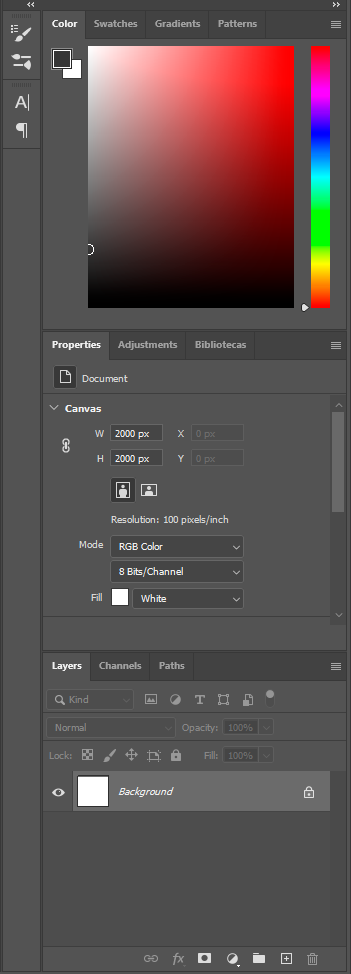 Color Swatches Gradients Patterns
A|
Properties Adjustments Bibliotecas
Document
Canvas
W 2000 px X 0 px
H 2000 px Y 0 px
Resolution: 100 pixels/inch
Mode RGB Color
8 Bits/Channel
Fill White
Layers Channels Paths
Kind T
Normal Opacity: 100%
Lock: Fill: 100%
Background
fx